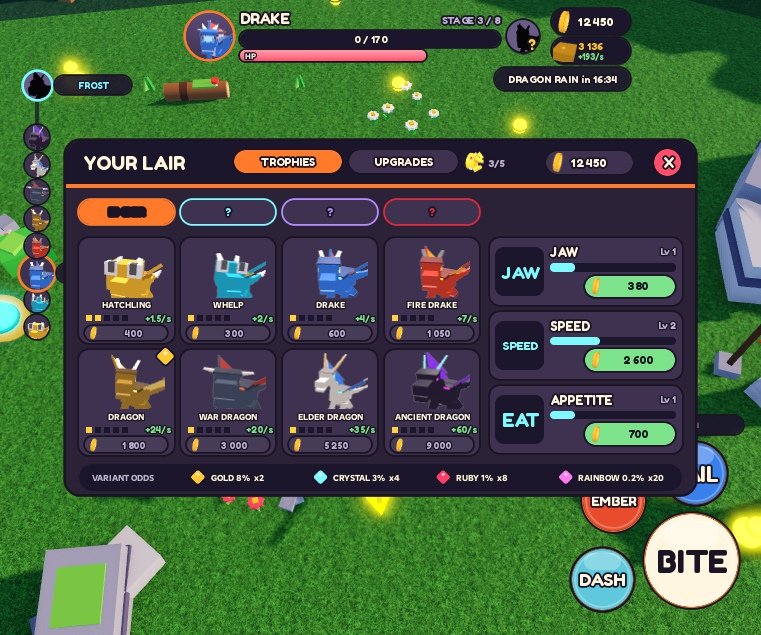 DRAKE
STAGE 3 / 8
0 / 170
HP
?
12 450
3 136
+193/s
DRAGON RAIN in 16:34
FROST
YOUR LAIR
TROPHIES
UPGRADES
3/5
12 450
X
?
?
?
HATCHLING
+1.5/s
400
WHELP
+2/s
300
DRAKE
+4/s
600
FIRE DRAKE
+7/s
1 050
DRAGON
+24/s
1 800
WAR DRAGON
+20/s
3 000
ELDER DRAGON
+35/s
5 250
ANCIENT DRAGON
+60/s
9 000
JAW
JAW
Lv 1
380
SPEED
SPEED
Lv 2
2 600
EAT
APPETITE
Lv 1
700
VARIANT ODDS
GOLD 8% x2
CRYSTAL 3% x4
RUBY 1% x8
RAINBOW 0.2% x20
EMBER
BITE
DASH